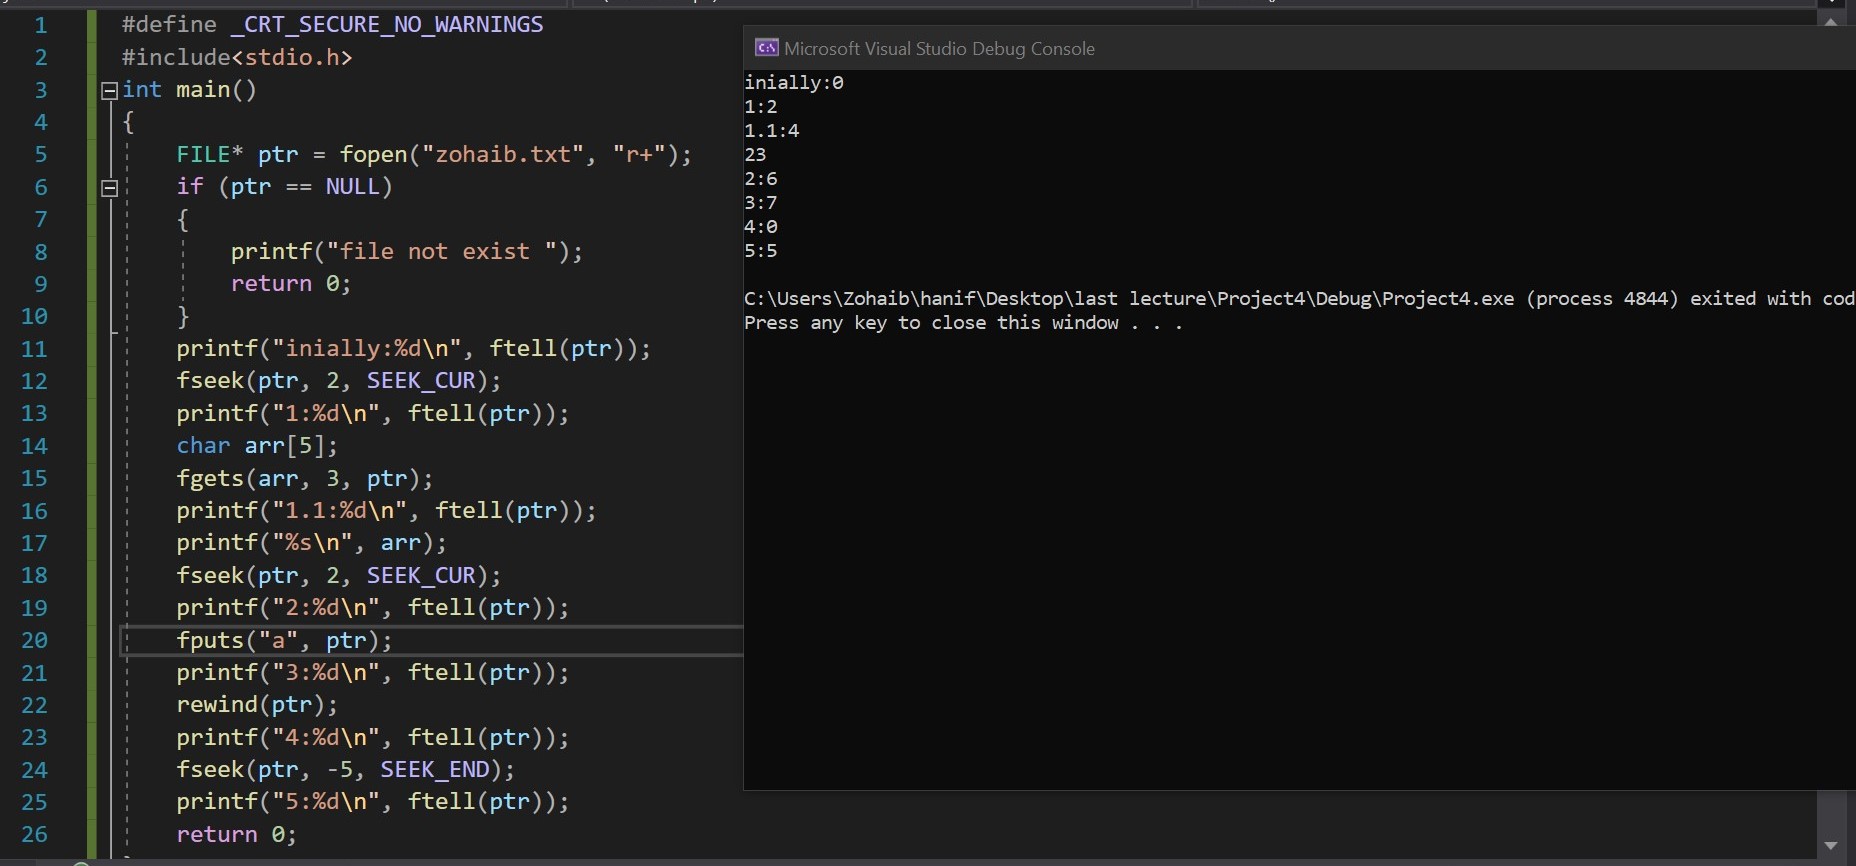 1 #define _CRT_SECURE_NO_WARNINGS
2 #include<stdio.h>
3 int main()
4 {
5 FILE* ptr = fopen("zohaib.txt", "r+");
6 if (ptr == NULL)
7 {
8 printf("file not exist ");
9 return 0;
10 }
11 printf("inially:%d\n", ftell(ptr));
12 fseek(ptr, 2, SEEK_CUR);
13 printf("1:%d\n", ftell(ptr));
14 char arr[5];
15 fgets(arr, 3, ptr);
16 printf("1.1:%d\n", ftell(ptr));
17 printf("%s\n", arr);
18 fseek(ptr, 2, SEEK_CUR);
19 printf("2:%d\n", ftell(ptr));
20 fputs("a", ptr);
21 printf("3:%d\n", ftell(ptr));
22 rewind(ptr);
23 printf("4:%d\n", ftell(ptr));
24 fseek(ptr, -5, SEEK_END);
25 printf("5:%d\n", ftell(ptr));
26 return 0;
C:\ Microsoft Visual Studio Debug Console
inially:0
1:2
1.1:4
23
2:6
3:7
4:0
5:5
C:\Users\Zohaib\hanif\Desktop\last lecture\Project4\Debug\Project4.exe (process 4844) exited with cod
Press any key to close this window . . .